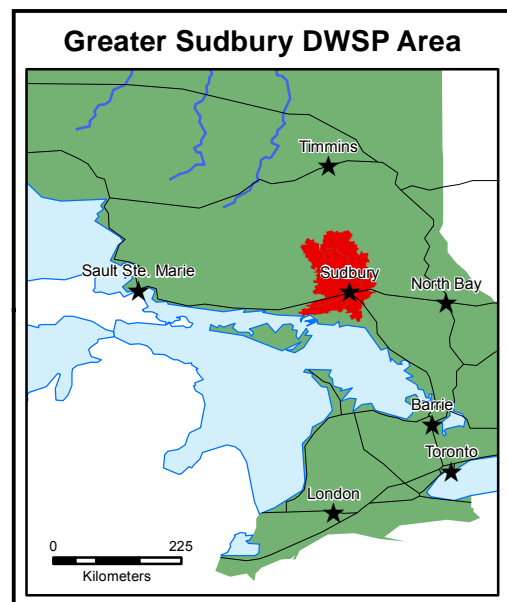 Greater Sudbury DWSP Area
Timmins
Sault Ste. Marie
Sudbury
North Bay
Barrie
Toronto
London
0 225
Kilometers